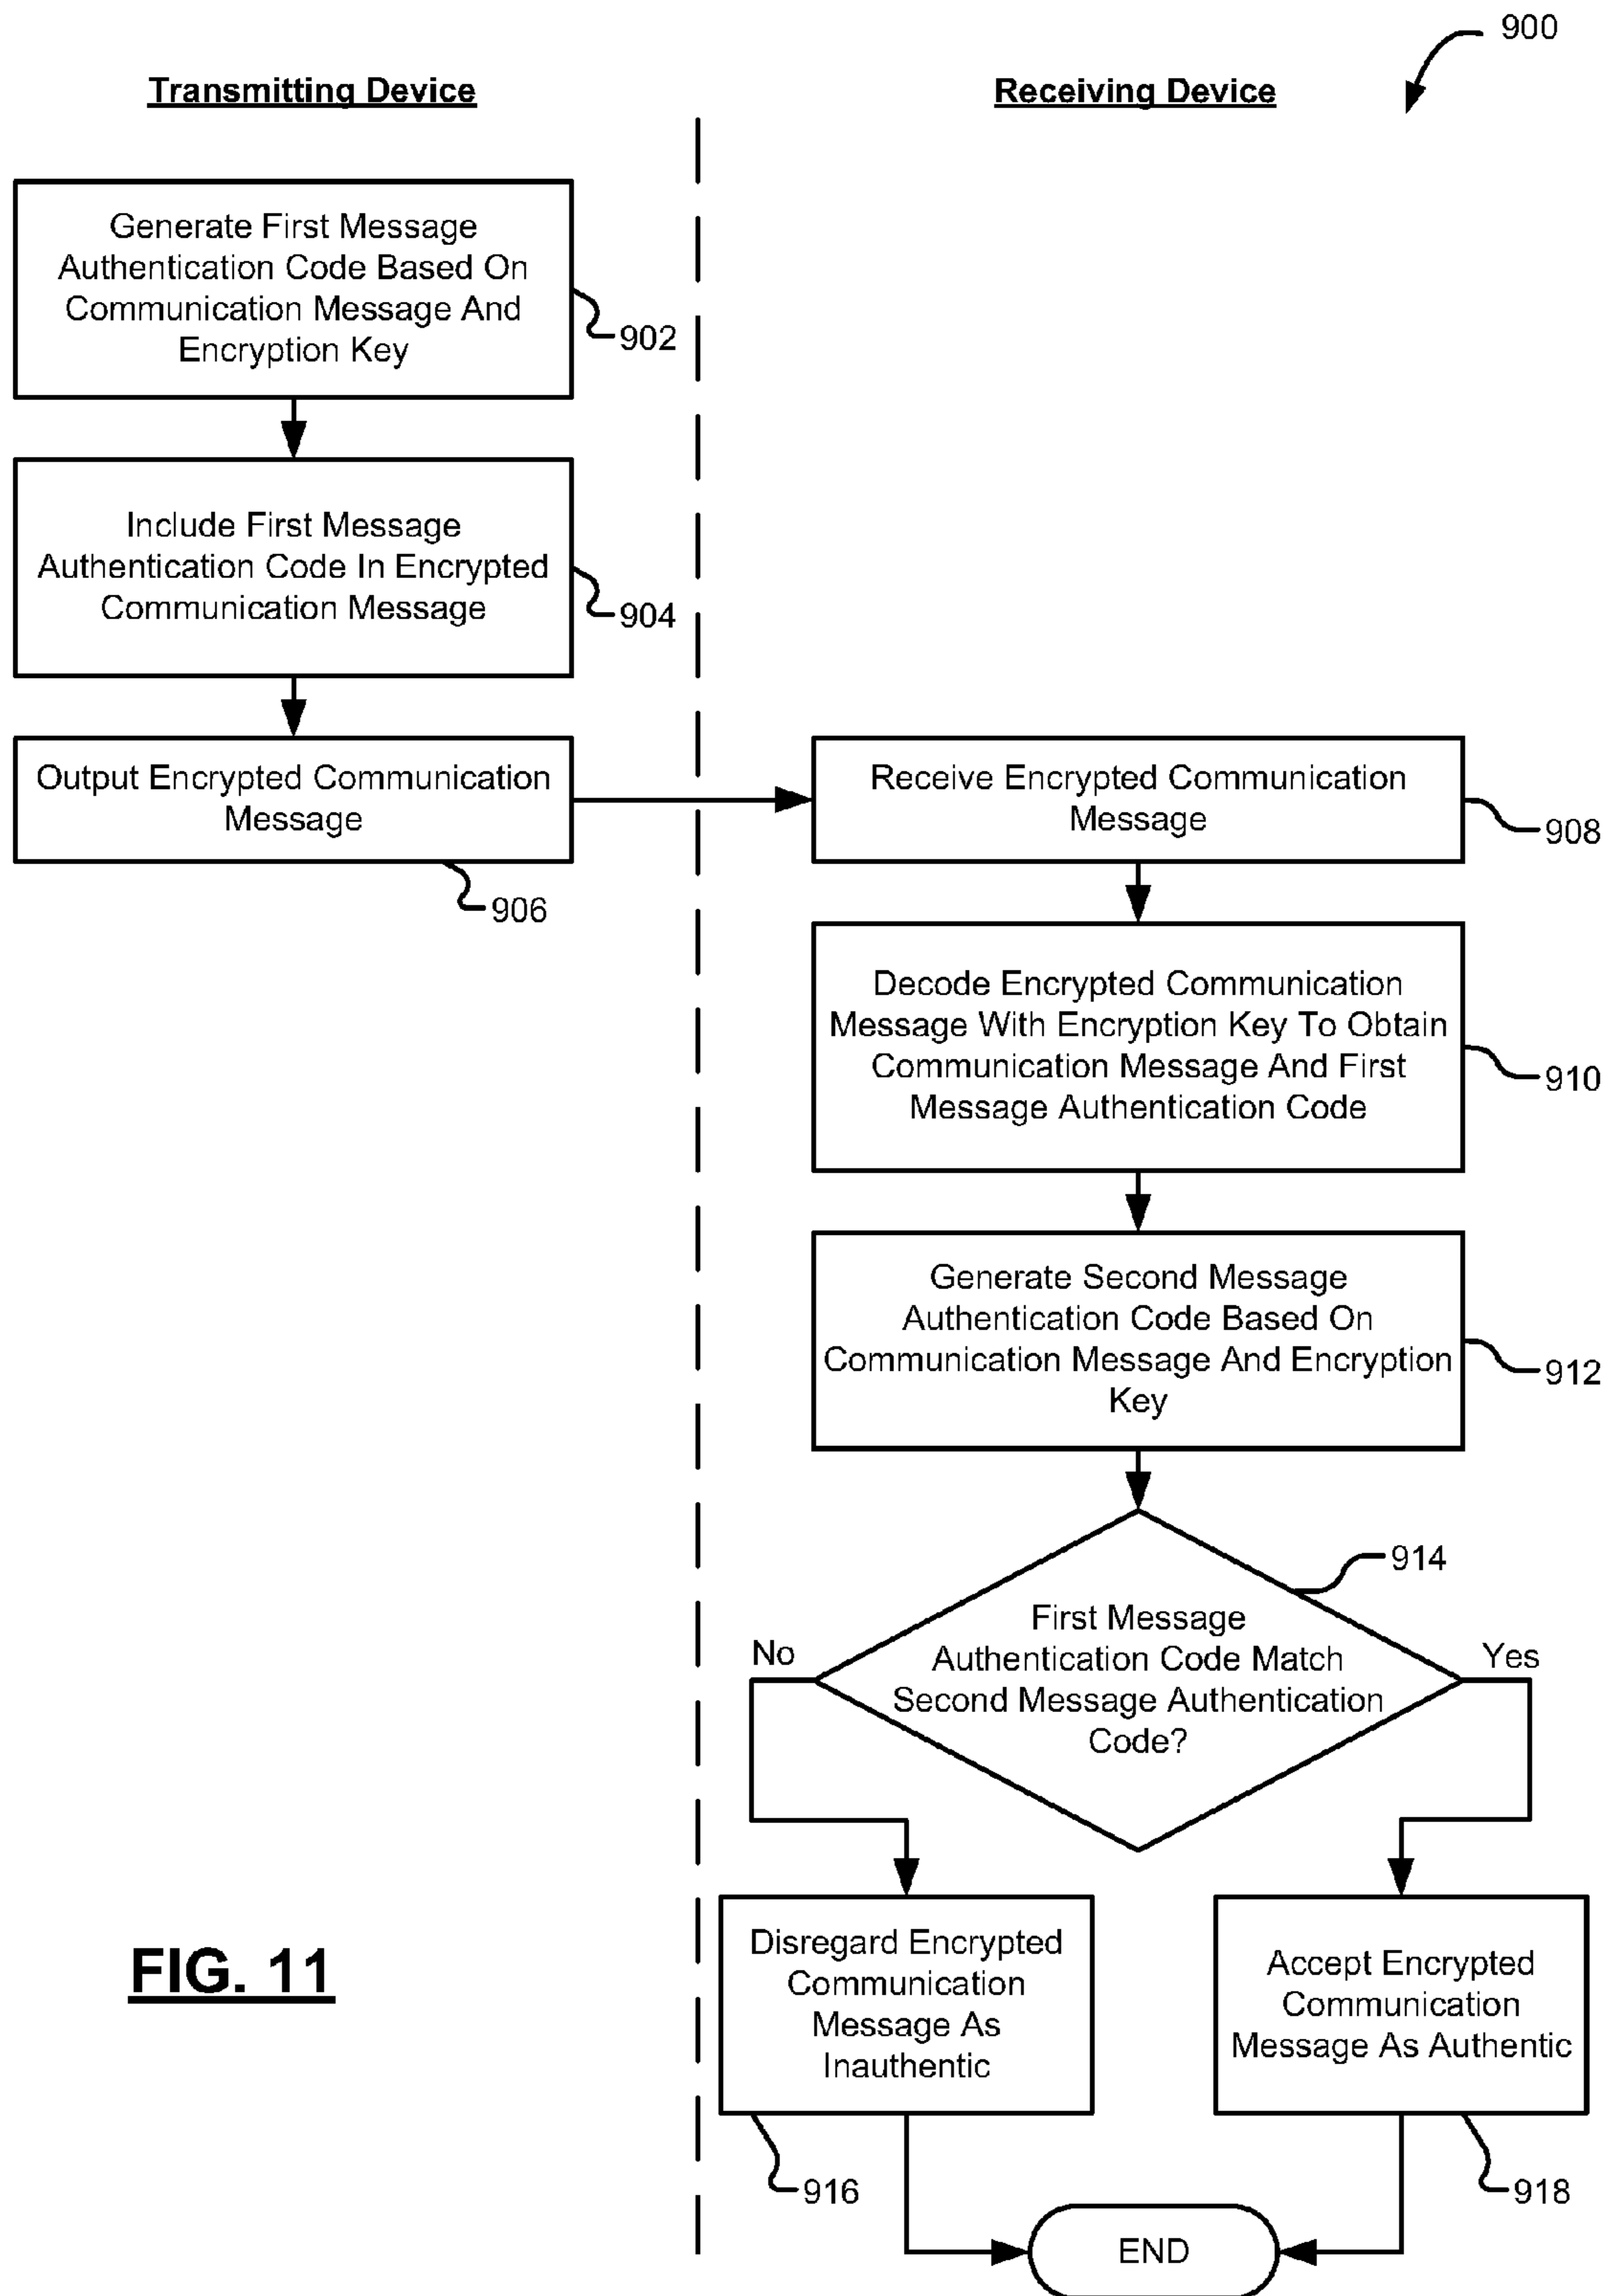 900
Transmitting Device
Receiving Device
Generate First Message
Authentication Code Based On
Communication Message And
Encryption Key
902
Include First Message
Authentication Code In Encrypted
Communication Message
904
Output Encrypted Communication
Message
906
Receive Encrypted Communication
Message
908
Decode Encrypted Communication
Message With Encryption Key To Obtain
Communication Message And First
Message Authentication Code
910
Generate Second Message
Authentication Code Based On
Communication Message And Encryption
Key
912
914
First Message
Authentication Code Match
Second Message Authentication
Code?
No
Yes
Disregard Encrypted
Communication
Message As
Inauthentic
916
Accept Encrypted
Communication
Message As Authentic
918
END
FIG. 11